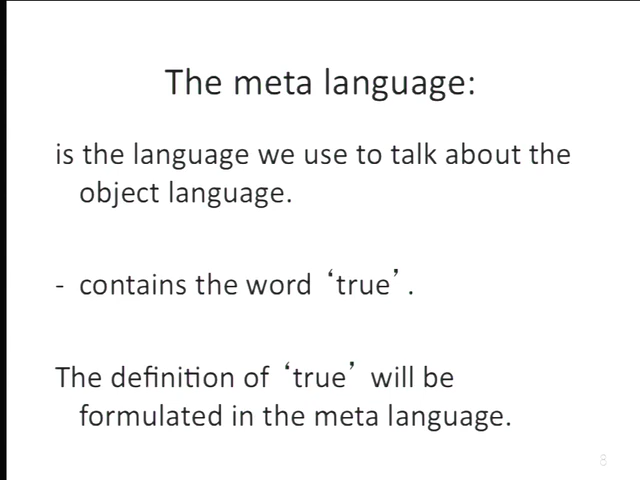 The meta language:
is the language we use to talk about the
object language.
- contains the word ‘true’.
The definition of ‘true’ will be
formulated in the meta language.
8